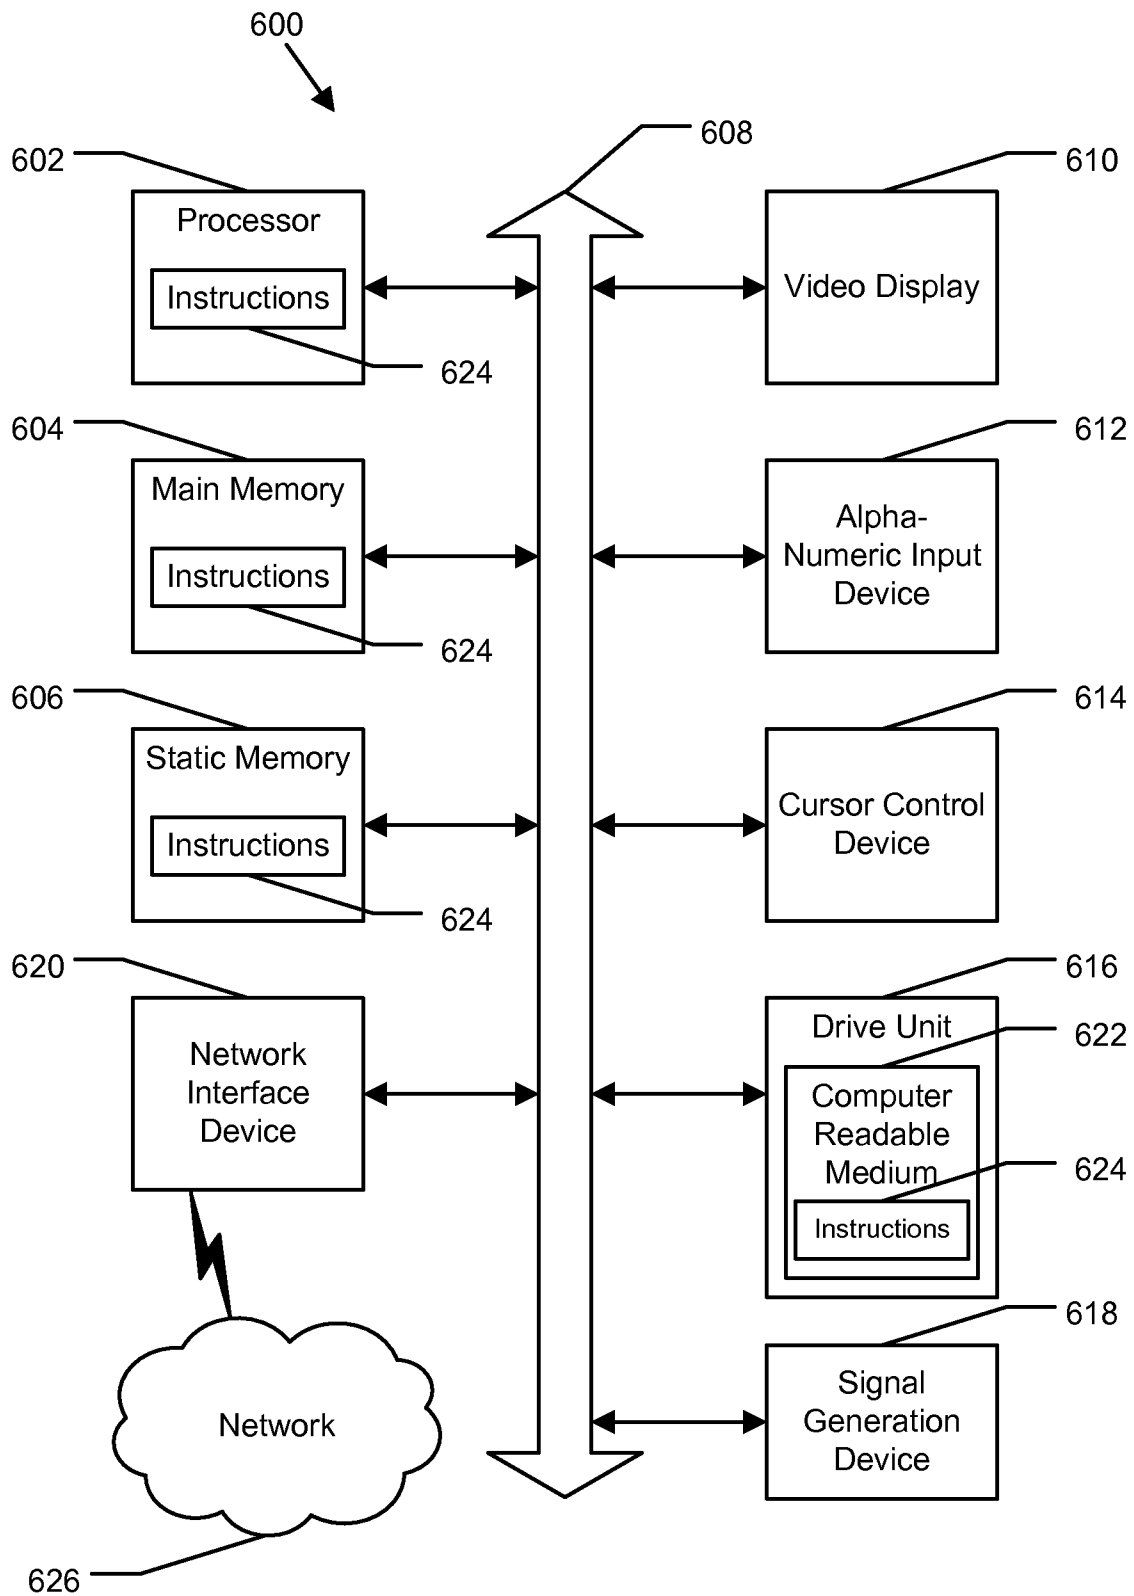 600
608
602
Processor
Instructions
624
610
Video Display
604
Main Memory
Instructions
624
612
Alpha-
Numeric Input
Device
606
Static Memory
Instructions
624
614
Cursor Control
Device
620
Network
Interface
Device
616
Drive Unit
622
Computer
Readable
Medium
624
Instructions
618
Signal
Generation
Device
Network
626